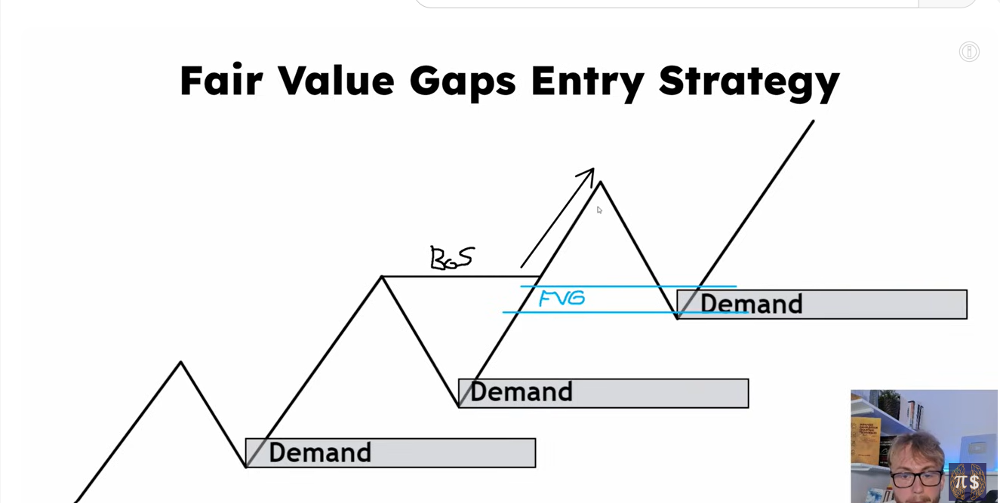 Fair Value Gaps Entry Strategy
BoS
FVG
Demand
Demand
Demand
π$